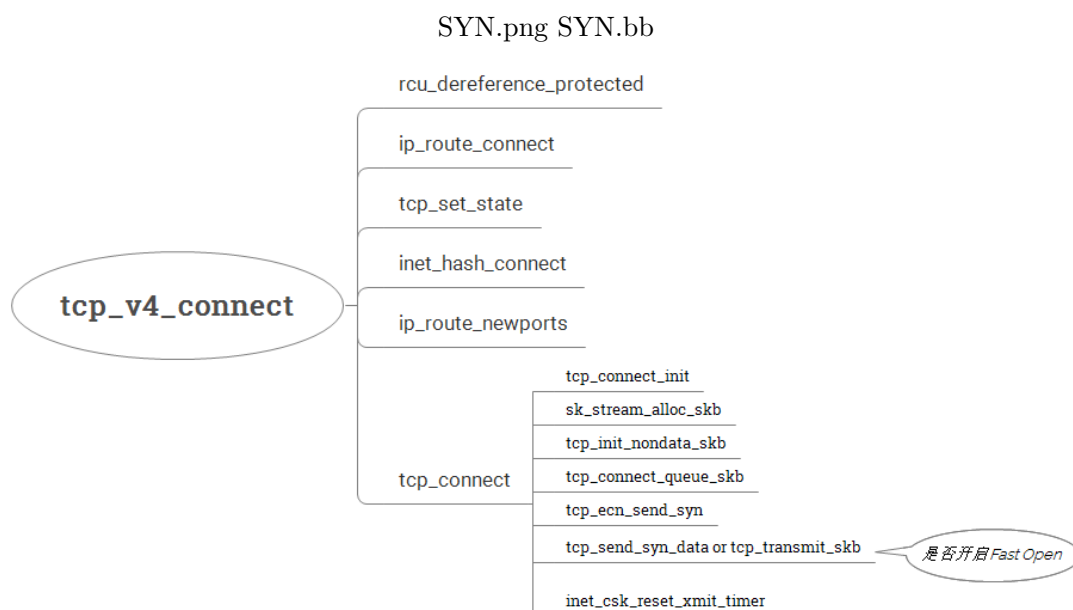 SYN.png SYN.bb
rcu_dereference_protected
ip_route_connect
tcp_set_state
inet_hash_connect
tcp_v4_connect
ip_route_newports
tcp_connect_init
sk_stream_alloc_skb
tcp_init_nondata_skb
tcp_connect
tcp_connect_queue_skb
tcp_ecn_send_syn
tcp_send_syn_data or tcp_transmit_skb
是否开启Fast Open
inet_csk_reset_xmit_timer